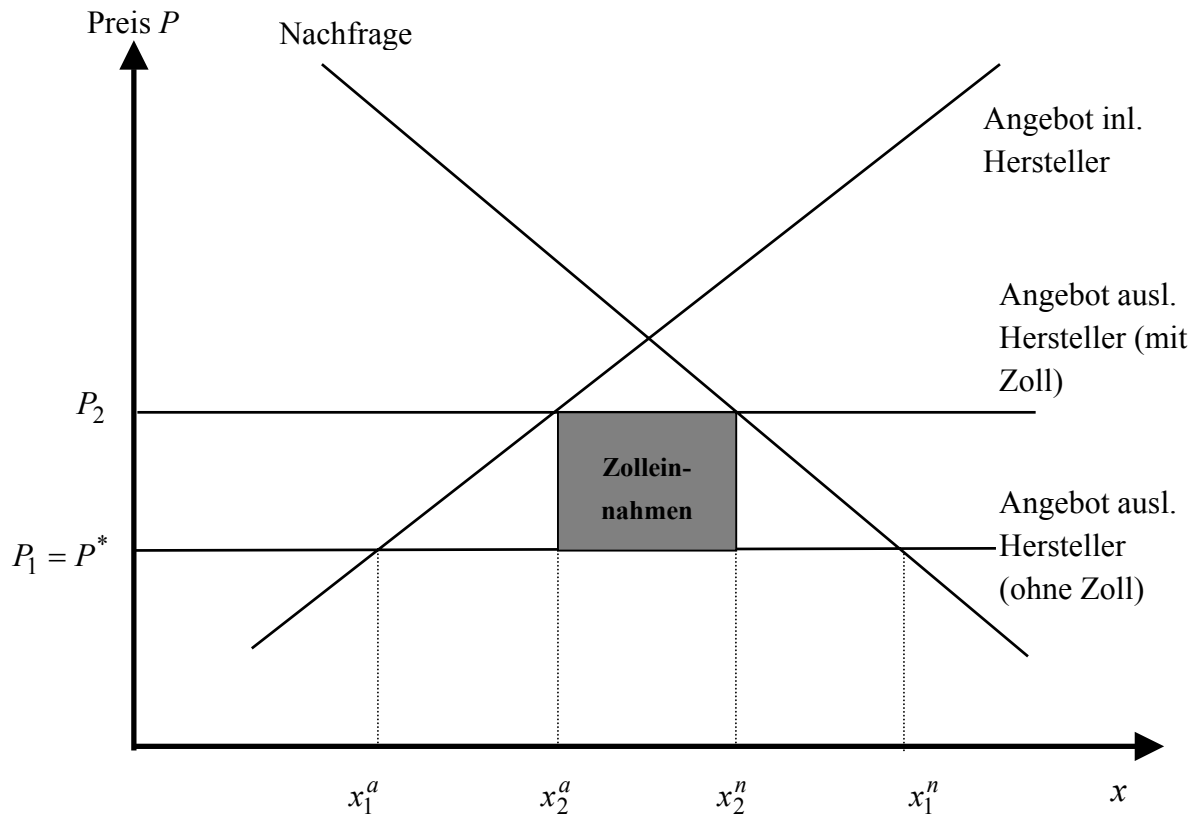 Preis P
Nachfrage
Angebot inl.
Hersteller
Angebot ausl.
Hersteller (mit
Zoll)
P₂
Zollein-
nahmen
Angebot ausl.
Hersteller
(ohne Zoll)
P₁ = P*
x₁ᵃ
x₂ᵃ
x₂ⁿ
x₁ⁿ
x